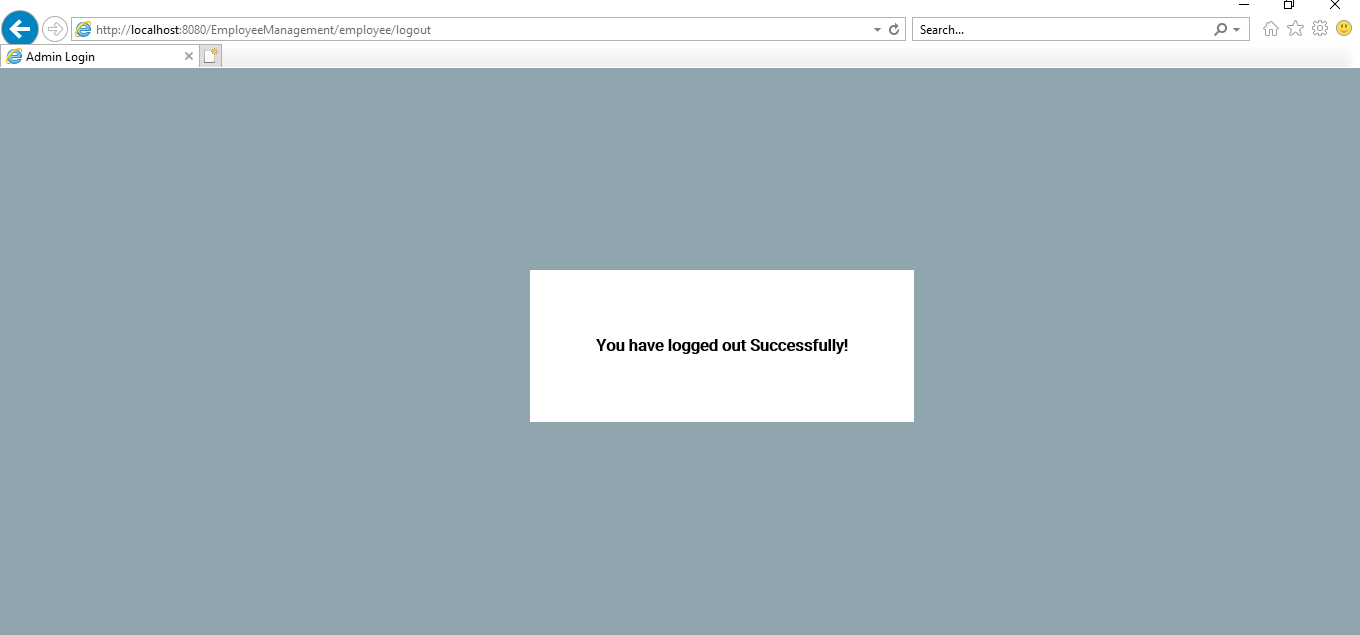 http://localhost:8080/EmployeeManagement/employee/logout
Search...
Admin Login
You have logged out Successfully!